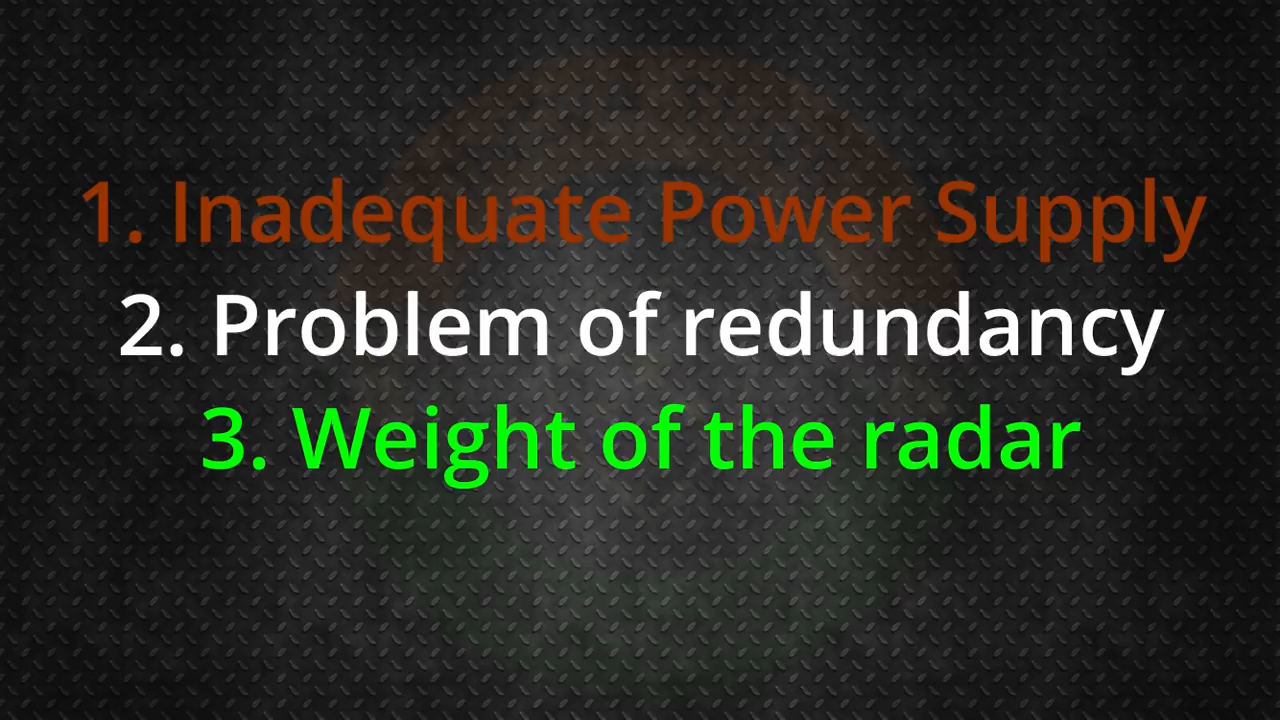 1. Inadequate Power Supply
2. Problem of redundancy
3. Weight of the radar